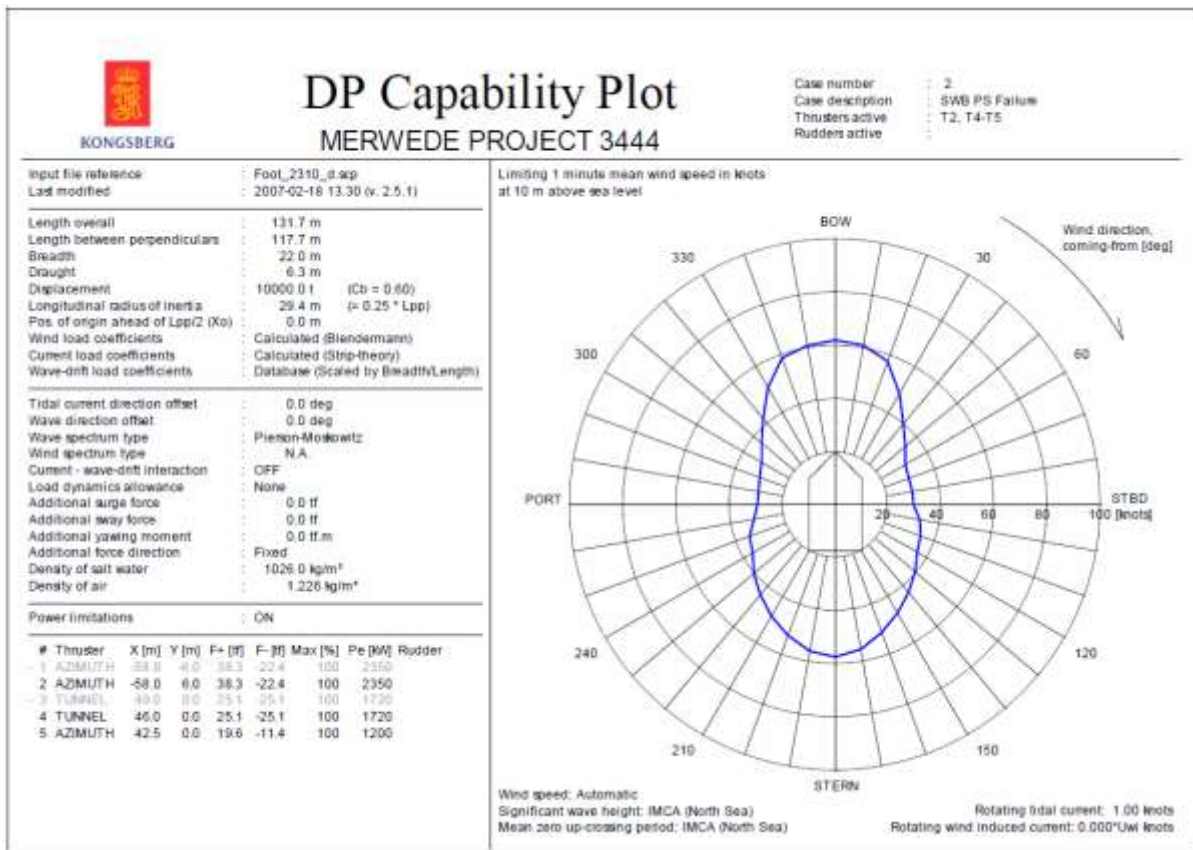 KONGSBERG
DP Capability Plot
MERWEDE PROJECT 3444
Case number : 2
Case description : SWB PS Failure
Thrusters active : T2, T4-T5
Rudders active :
Input file reference : Foot_2310_d.scp
Last modified : 2007-02-18 13.30 (v. 2.5.1)
Length overall : 131.7 m
Length between perpendiculars : 117.7 m
Breadth : 22.0 m
Draught : 6.3 m
Displacement : 10000.0 t (Cb = 0.60)
Longitudinal radius of inertia : 29.4 m (= 0.25 * Lpp)
Pos. of origin ahead of Lpp/2 (Xo) : 0.0 m
Wind load coefficients : Calculated (Blendermann)
Current load coefficients : Calculated (Strip-theory)
Wave-drift load coefficients : Database (Scaled by Breadth/Length)
Tidal current direction offset : 0.0 deg
Wave direction offset : 0.0 deg
Wave spectrum type : Pierson-Moskowitz
Wind spectrum type : N.A.
Current - wave-drift interaction : OFF
Load dynamics allowance : None
Additional surge force : 0.0 tf
Additional sway force : 0.0 tf
Additional yawing moment : 0.0 tf.m
Additional force direction : Fixed
Density of salt water : 1026.0 kg/m³
Density of air : 1.226 kg/m³
Power limitations : ON
# Thruster X [m] Y [m] F+ [tf] F- [tf] Max [%] Pe [kW] Rudder
- 1 AZIMUTH -58.0 -6.0 38.3 -22.4 100 2350
2 AZIMUTH -58.0 6.0 38.3 -22.4 100 2350
- 3 TUNNEL 49.0 0.0 25.1 -25.1 100 1720
4 TUNNEL 46.0 0.0 25.1 -25.1 100 1720
5 AZIMUTH 42.5 0.0 19.6 -11.4 100 1200
Limiting 1 minute mean wind speed in knots
at 10 m above sea level
Wind direction,
coming-from [deg]
BOW
330
30
300
60
PORT
STBD
20 40 60 80 100 [knots]
240
120
210
150
STERN
Wind speed: Automatic
Significant wave height: IMCA (North Sea)
Mean zero up-crossing period: IMCA (North Sea)
Rotating tidal current: 1.00 knots
Rotating wind induced current: 0.000*Uwi knots